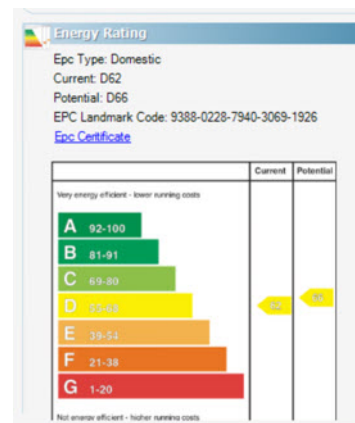 Energy Rating
Epc Type: Domestic
Current: D62
Potential: D66
EPC Landmark Code: 9388-0228-7940-3069-1926
Epc Certificate
Current Potential
Very energy efficient - lower running costs
A 92-100
B 81-91
C 69-80
D
E 39-54
F 21-38
G 1-20
Not energy efficient - higher running costs